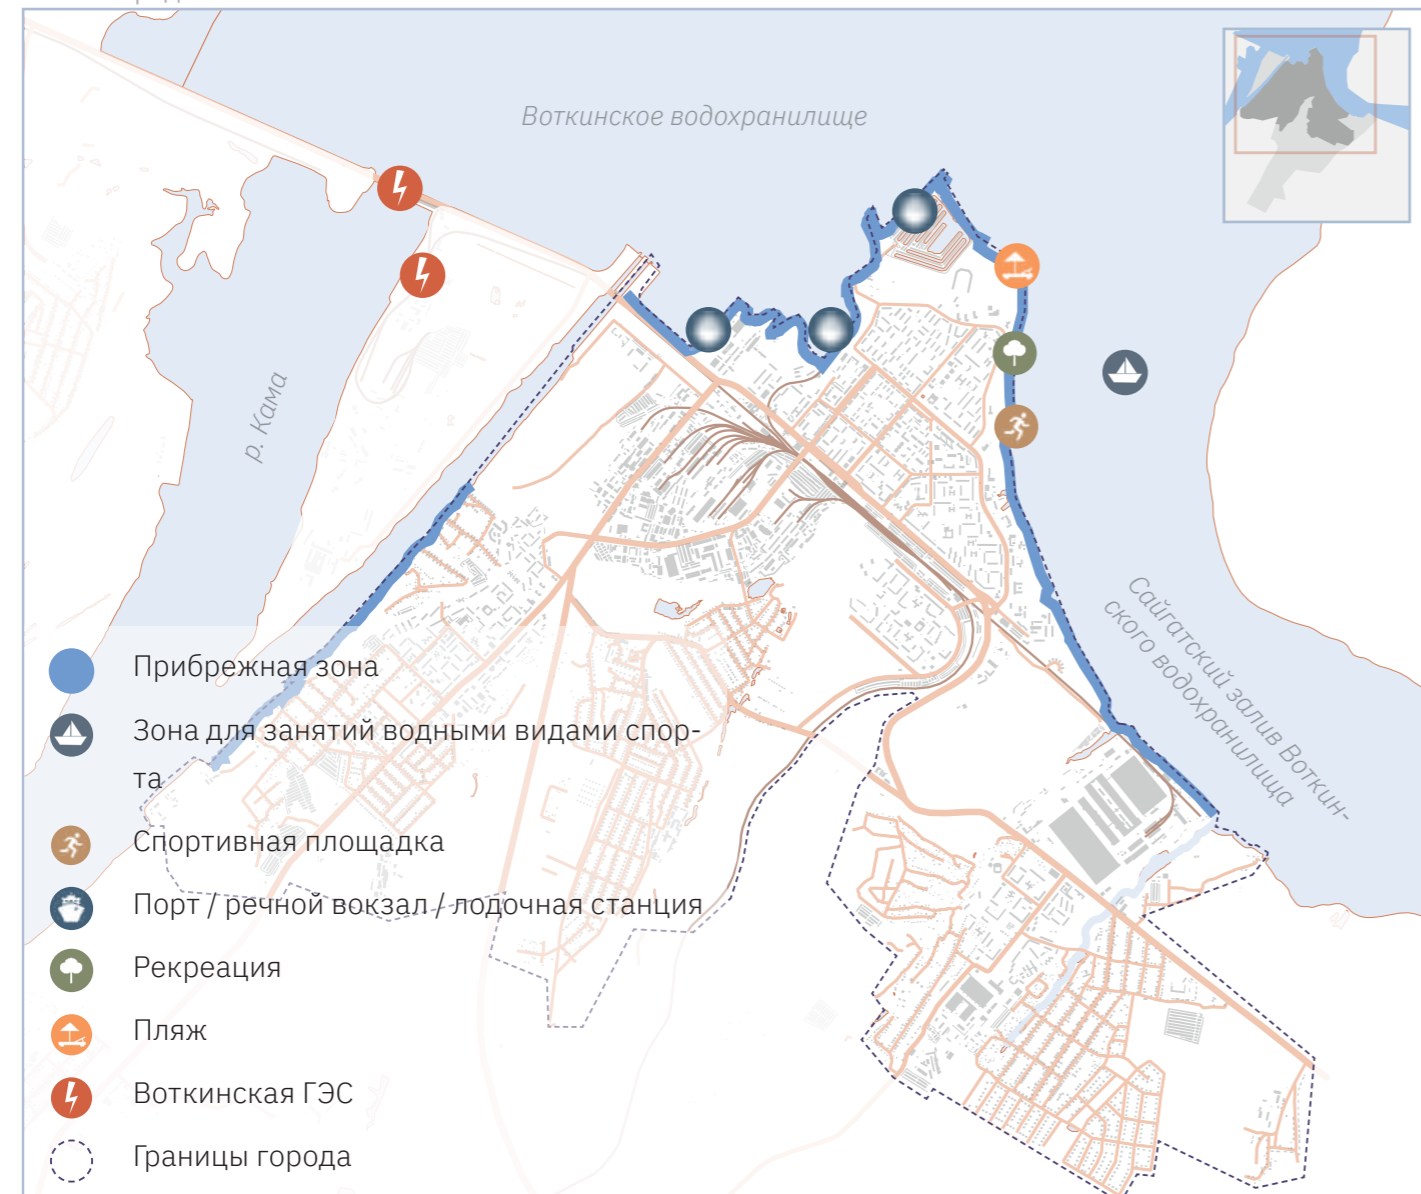 Воткинское водохранилище
р. Кама
Сайгатский залив Воткин-
ского водохранилища
Прибрежная зона
Зона для занятий водными видами спор-
та
Спортивная площадка
Порт / речной вокзал / лодочная станция
Рекреация
Пляж
Воткинская ГЭС
Границы города